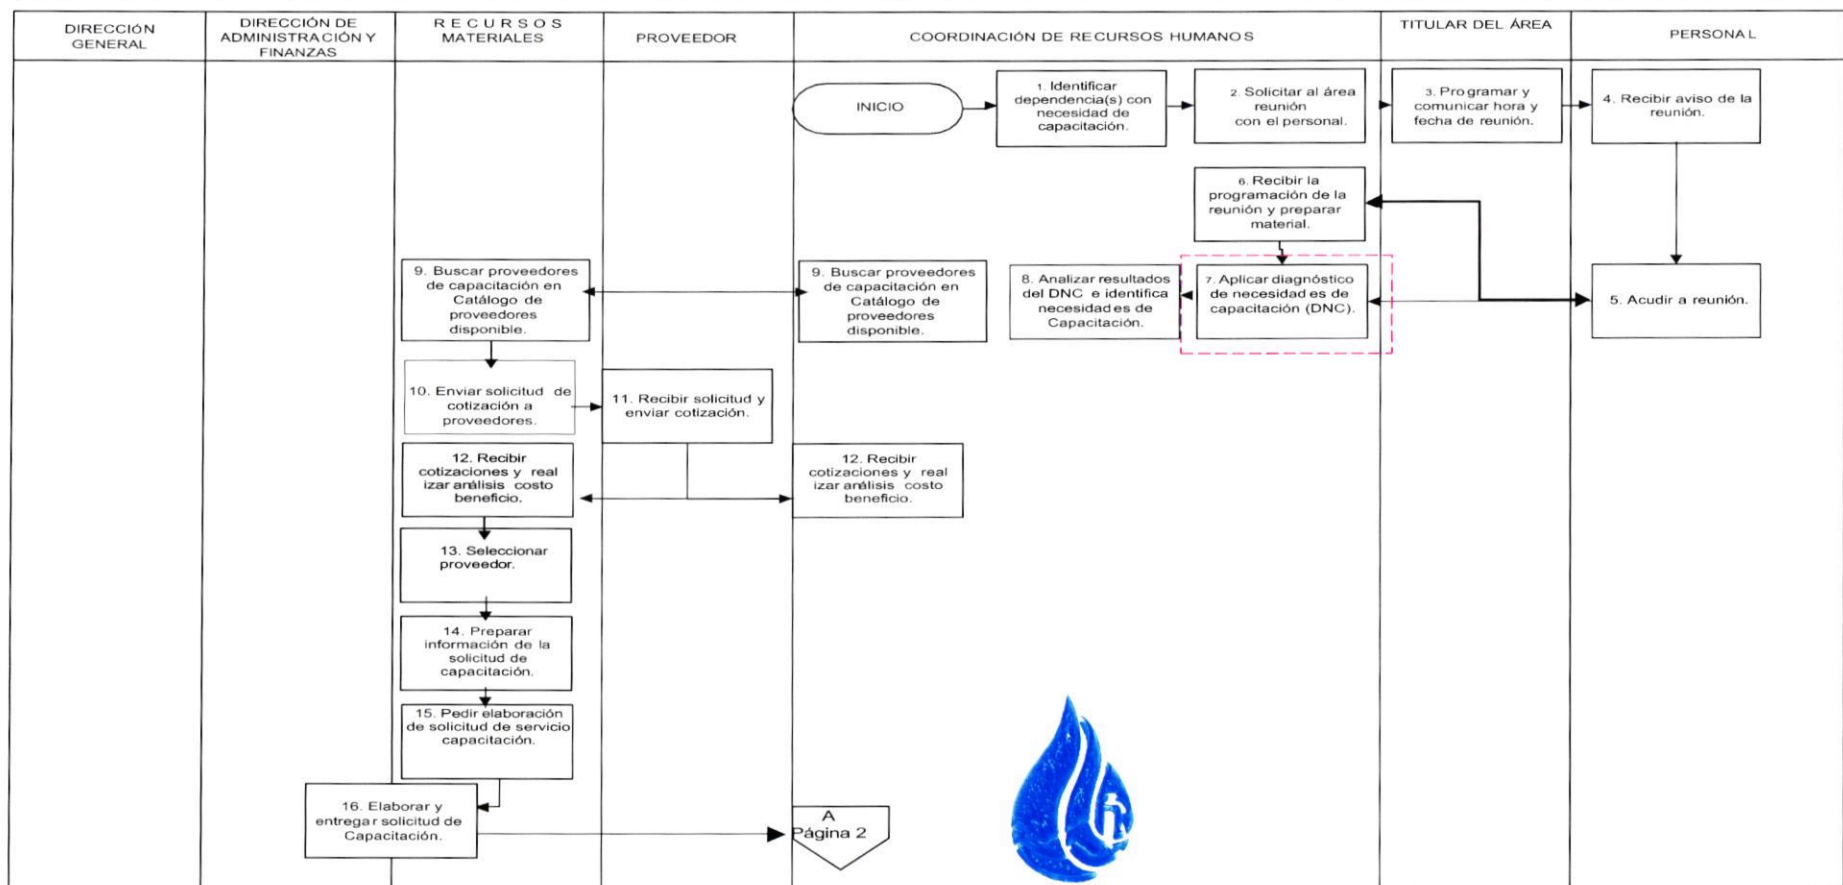 DIRECCIÓN
GENERAL
DIRECCIÓN DE
ADMINISTRACIÓN Y
FINANZAS
RECURSOS
MATERIALES
PROVEEDOR
COORDINACIÓN DE RECURSOS HUMANOS
TITULAR DEL ÁREA
PERSONAL
INICIO
1. Identificar
dependencia(s) con
necesidad de
capacitación.
2. Solicitar al área
reunión
con el personal.
3. Programar y
comunicar hora y
fecha de reunión.
4. Recibir aviso de la
reunión.
6. Recibir la
programación de la
reunión y preparar
material.
9. Buscar proveedores
de capacitación en
Catálogo de
proveedores
disponible.
9. Buscar proveedores
de capacitación en
Catálogo de
proveedores
disponible.
8. Analizar resultados
del DNC e identifica
necesidades de
Capacitación.
7. Aplicar diagnóstico
de necesidades de
capacitación (DNC).
5. Acudir a reunión.
10. Enviar solicitud de
cotización a
proveedores.
11. Recibir solicitud y
enviar cotización.
12. Recibir
cotizaciones y real
izar análisis costo
beneficio.
12. Recibir
cotizaciones y real
izar análisis costo
beneficio.
13. Seleccionar
proveedor.
14. Preparar
información de la
solicitud de
capacitación.
15. Pedir elaboración
de solicitud de servicio
capacitación.
16. Elaborar y
entregar solicitud de
Capacitación.
A
Página 2